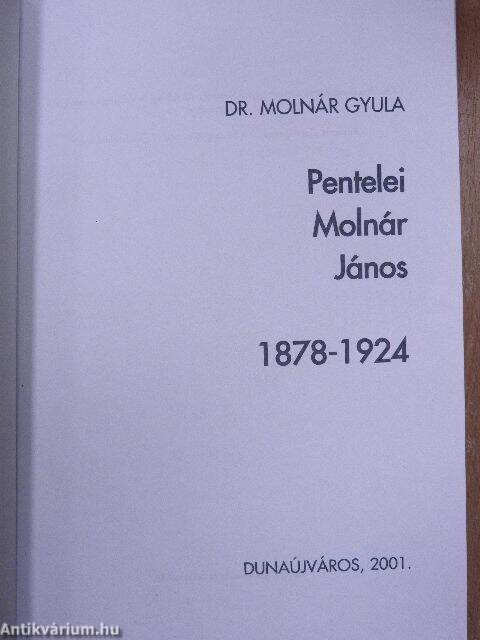 DR. MOLNÁR GYULA
Pentelei
Molnár
János
1878-1924
DUNAÚJVÁROS, 2001.
Antikvárium.hu